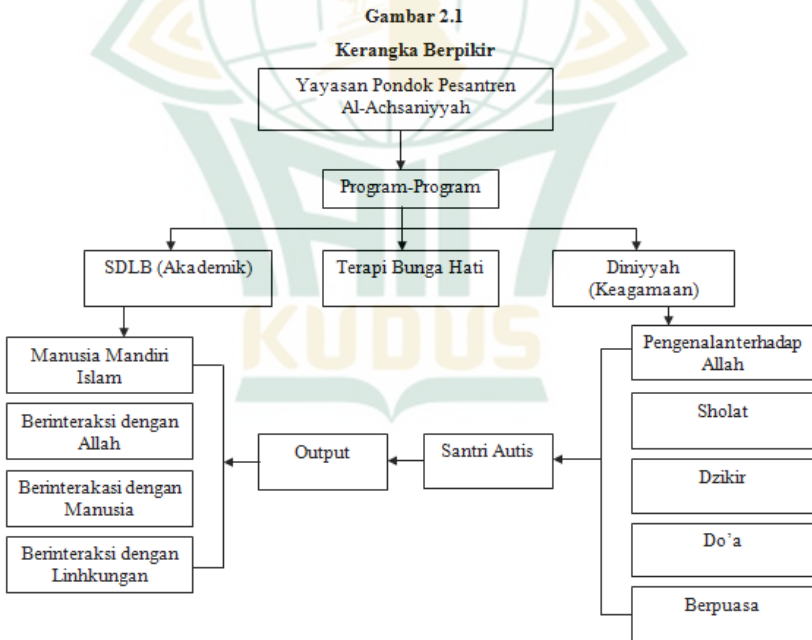 Gambar 2.1
Kerangka Berpikir
Yayasan Pondok Pesantren
Al-Achsaniyyah
Program-Program
SDLB (Akademik)
Terapi Bunga Hati
Diniyyah
(Keagamaan)
Manusia Mandiri
Islam
Berinteraksi dengan
Allah
Berinterakasi dengan
Manusia
Berinteraksi dengan
Linhkungan
Output
Santri Autis
Pengenalanterhadap
Allah
Sholat
Dzikir
Do’a
Berpuasa
IAIN
KUDUS